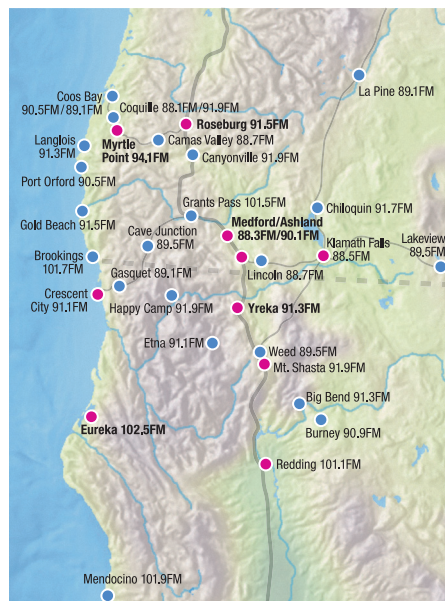 La Pine 89.1FM
Coos Bay
90.5FM/89.1FM
Coquille 88.1FM/91.9FM
Roseburg 91.5FM
Myrtle
Point 94.1FM
Camas Valley 88.7FM
Langlois
91.3FM
Canyonville 91.9FM
Port Orford 90.5FM
Grants Pass 101.5FM
Chiloquin 91.7FM
Gold Beach 91.5FM
Medford/Ashland
88.3FM/90.1FM
Cave Junction
89.5FM
Klamath Falls
88.5FM
Lakeview
89.5FM
Brookings
101.7FM
Lincoln 88.7FM
Gasquet 89.1FM
Crescent
City 91.1FM
Happy Camp 91.9FM
Yreka 91.3FM
Etna 91.1FM
Weed 89.5FM
Mt. Shasta 91.9FM
Big Bend 91.3FM
Burney 90.9FM
Eureka 102.5FM
Redding 101.1FM
Mendocino 101.9FM